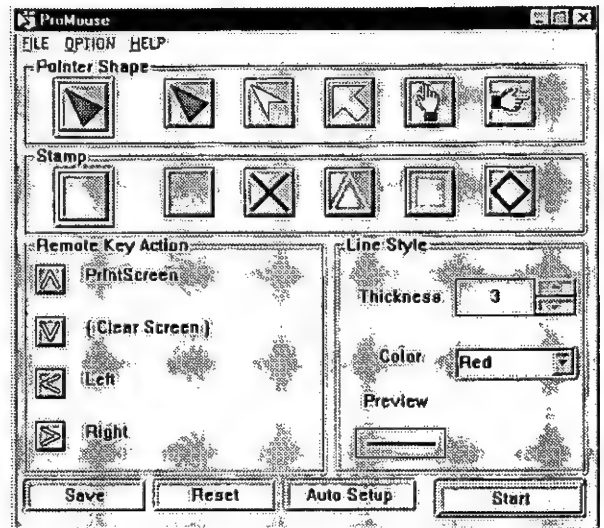 ProMouse
FILE OPTION HELP
Pointer Shape
Stamp
Remote Key Action
PrintScreen
( Clear Screen )
Left
Right
Line Style
Thickness 3
Color Red
Preview
Save Reset Auto Setup Start